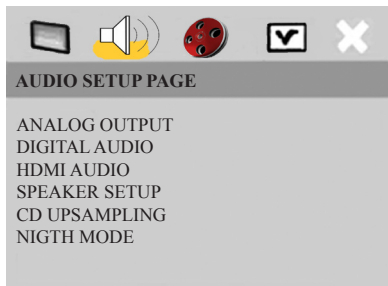 AUDIO SETUP PAGE
ANALOG OUTPUT
DIGITAL AUDIO
HDMI AUDIO
SPEAKER SETUP
CD UPSAMPLING
NIGTH MODE